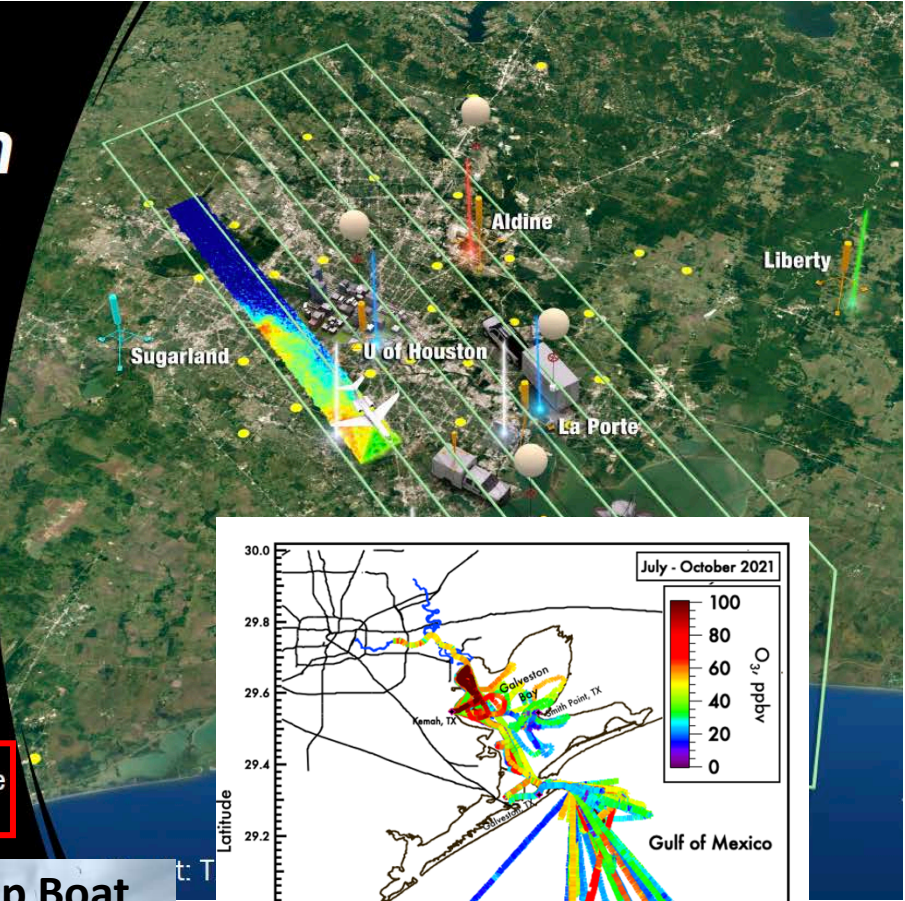 Aldine
Liberty
Sugarland
U of Houston
La Porte
30.0
July - October 2021
29.8
100
80
60
40
20
0
O3, ppbv
Galveston
Bay
29.6
Smith Point, TX
Kemah, TX
29.4
Galveston, TX
29.2
Latitude
Gulf of Mexico
t: T
p Boat